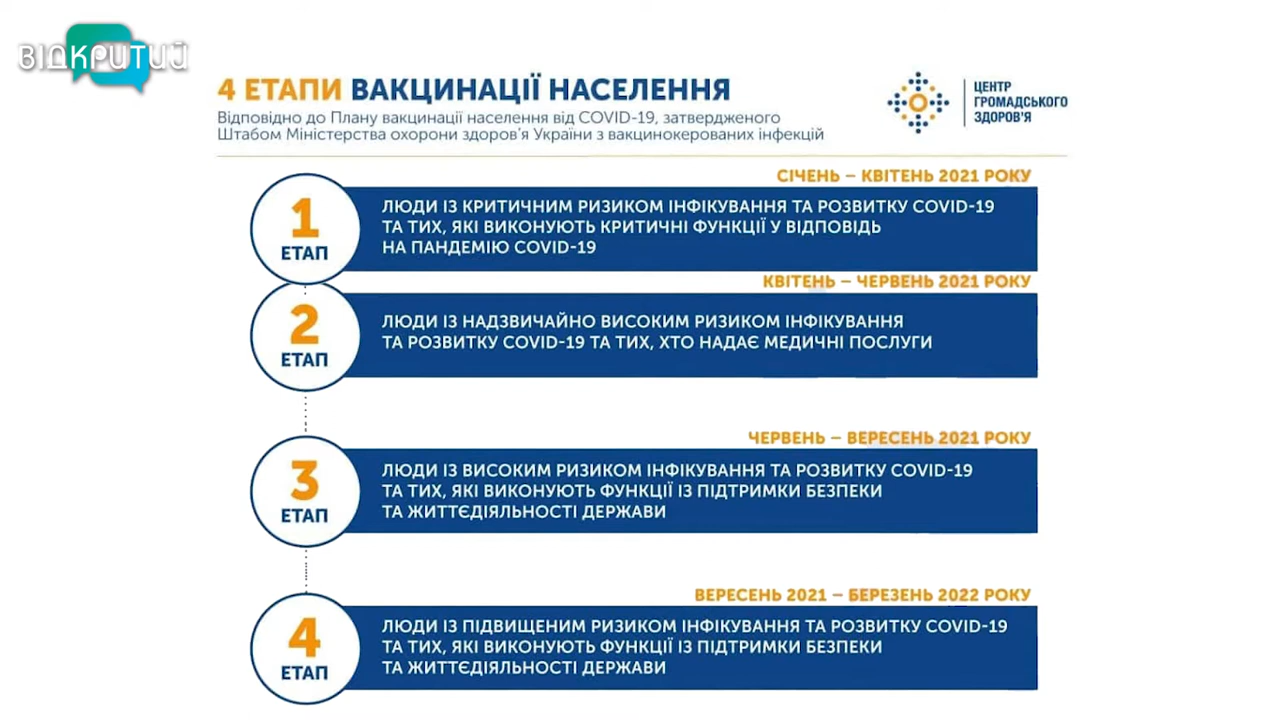 ВІДКРИТИЙ
4 ЕТАПИ ВАКЦИНАЦІЇ НАСЕЛЕННЯ
Відповідно до Плану вакцинації населення від COVID-19, затвердженого
Штабом Міністерства охорони здоров'я України з вакцинокерованих інфекцій
ЦЕНТР
ГРОМАДСЬКОГО
ЗДОРОВ'Я
СІЧЕНЬ – КВІТЕНЬ 2021 РОКУ
1
ЕТАП
ЛЮДИ ІЗ КРИТИЧНИМ РИЗИКОМ ІНФІКУВАННЯ ТА РОЗВИТКУ COVID-19
ТА ТИХ, ЯКІ ВИКОНУЮТЬ КРИТИЧНІ ФУНКЦІЇ У ВІДПОВІДЬ
НА ПАНДЕМІЮ COVID-19
КВІТЕНЬ – ЧЕРВЕНЬ 2021 РОКУ
2
ЕТАП
ЛЮДИ ІЗ НАДЗВИЧАЙНО ВИСОКИМ РИЗИКОМ ІНФІКУВАННЯ
ТА РОЗВИТКУ COVID-19 ТА ТИХ, ХТО НАДАЄ МЕДИЧНІ ПОСЛУГИ
ЧЕРВЕНЬ – ВЕРЕСЕНЬ 2021 РОКУ
3
ЕТАП
ЛЮДИ ІЗ ВИСОКИМ РИЗИКОМ ІНФІКУВАННЯ ТА РОЗВИТКУ COVID-19
ТА ТИХ, ЯКІ ВИКОНУЮТЬ ФУНКЦІЇ ІЗ ПІДТРИМКИ БЕЗПЕКИ
ТА ЖИТТЄДІЯЛЬНОСТІ ДЕРЖАВИ
ВЕРЕСЕНЬ 2021 – БЕРЕЗЕНЬ 2022 РОКУ
4
ЕТАП
ЛЮДИ ІЗ ПІДВИЩЕНИМ РИЗИКОМ ІНФІКУВАННЯ ТА РОЗВИТКУ COVID-19
ТА ТИХ, ЯКІ ВИКОНУЮТЬ ФУНКЦІЇ ІЗ ПІДТРИМКИ БЕЗПЕКИ
ТА ЖИТТЄДІЯЛЬНОСТІ ДЕРЖАВИ